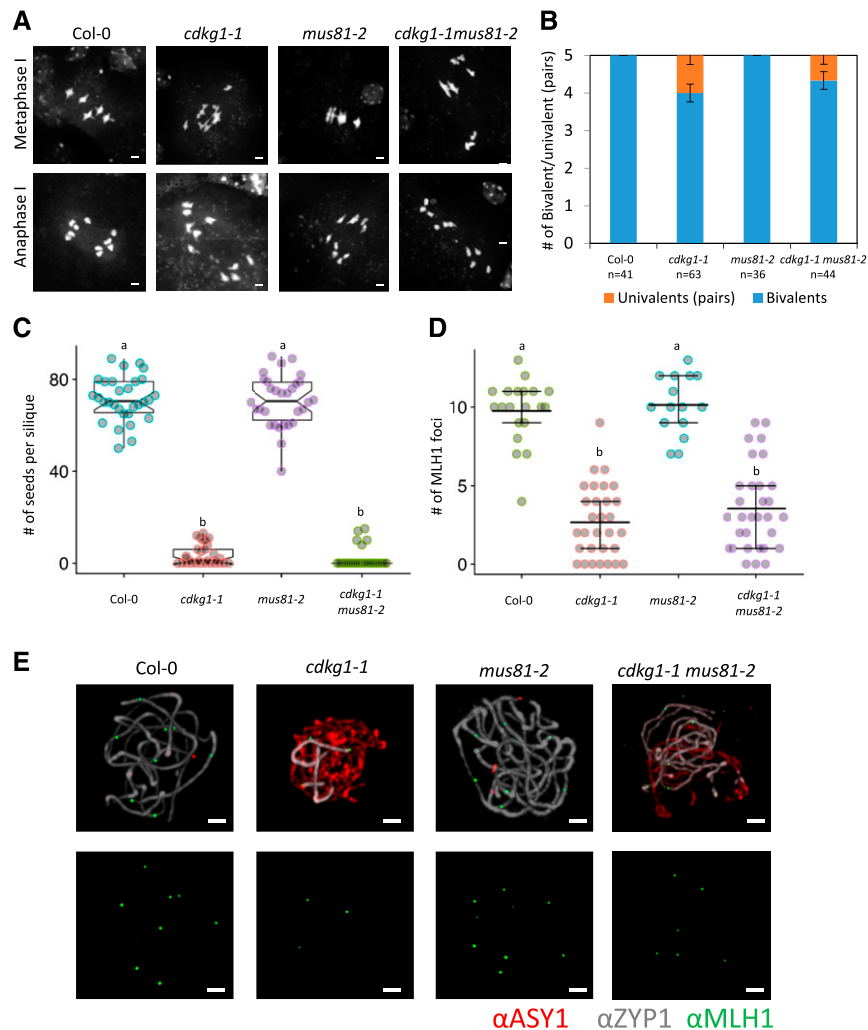 A
Col-0 cdkg1-1 mus81-2 cdkg1-1mus81-2
Metaphase I
Anaphase I
B
# of Bivalent/univalent (pairs)
5
4
3
2
1
0
Col-0 cdkg1-1 mus81-2 cdkg1-1 mus81-2
n=41 n=63 n=36 n=44
Univalents (pairs) Bivalents
C
# of seeds per silique
80
40
0
a
b
a
b
Col-0 cdkg1-1 mus81-2 cdkg1-1
mus81-2
D
# of MLH1 foci
10
5
0
a
b
a
b
Col-0 cdkg1-1 mus81-2 cdkg1-1
mus81-2
E
Col-0 cdkg1-1 mus81-2 cdkg1-1 mus81-2
αASY1 αZYP1 αMLH1